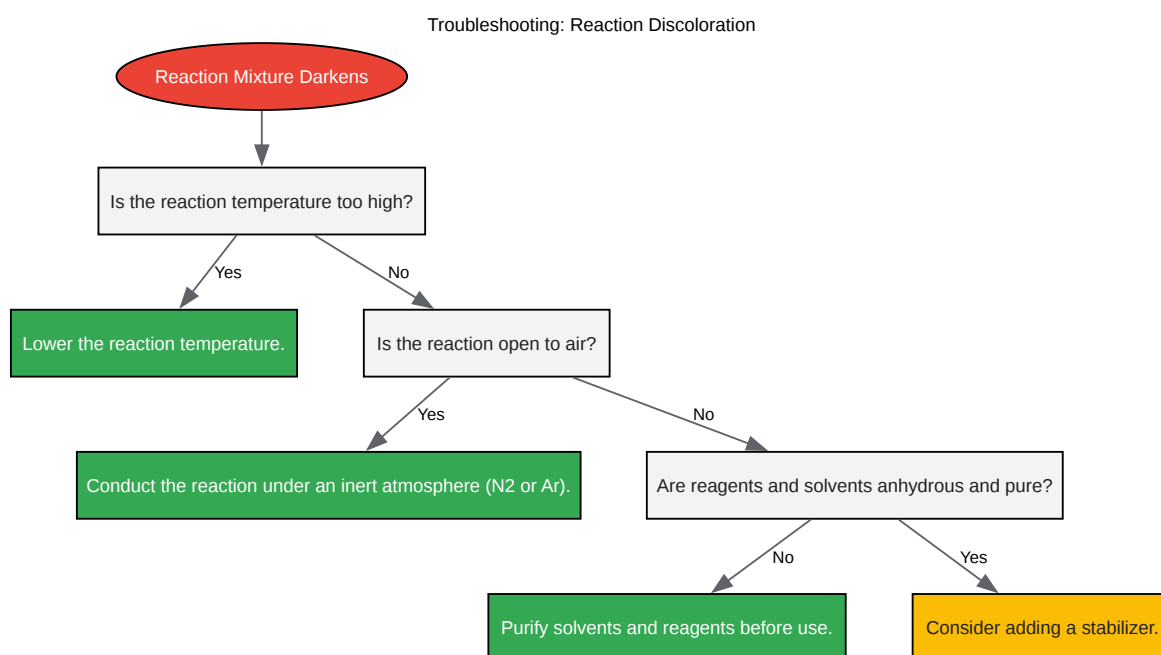 Troubleshooting: Reaction Discoloration
Reaction Mixture Darkens
Is the reaction temperature too high?
Yes
No
Lower the reaction temperature.
Is the reaction open to air?
Yes
No
Conduct the reaction under an inert atmosphere (N2 or Ar).
Are reagents and solvents anhydrous and pure?
No
Yes
Purify solvents and reagents before use.
Consider adding a stabilizer.